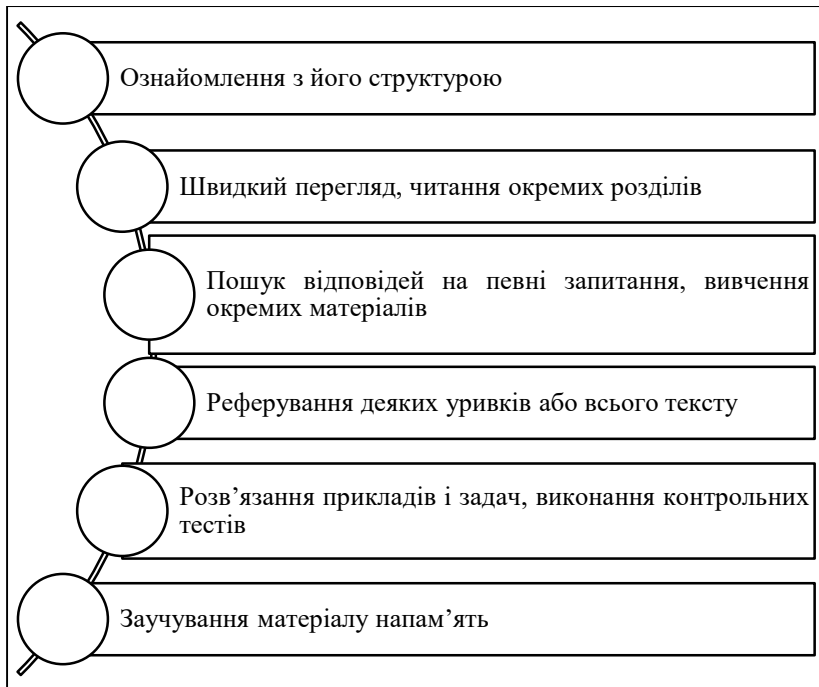 Ознайомлення з його структурою
Швидкий перегляд, читання окремих розділів
Пошук відповідей на певні запитання, вивчення
окремих матеріалів
Реферування деяких уривків або всього тексту
Розв’язання прикладів і задач, виконання контрольних
тестів
Заучування матеріалу напам’ять